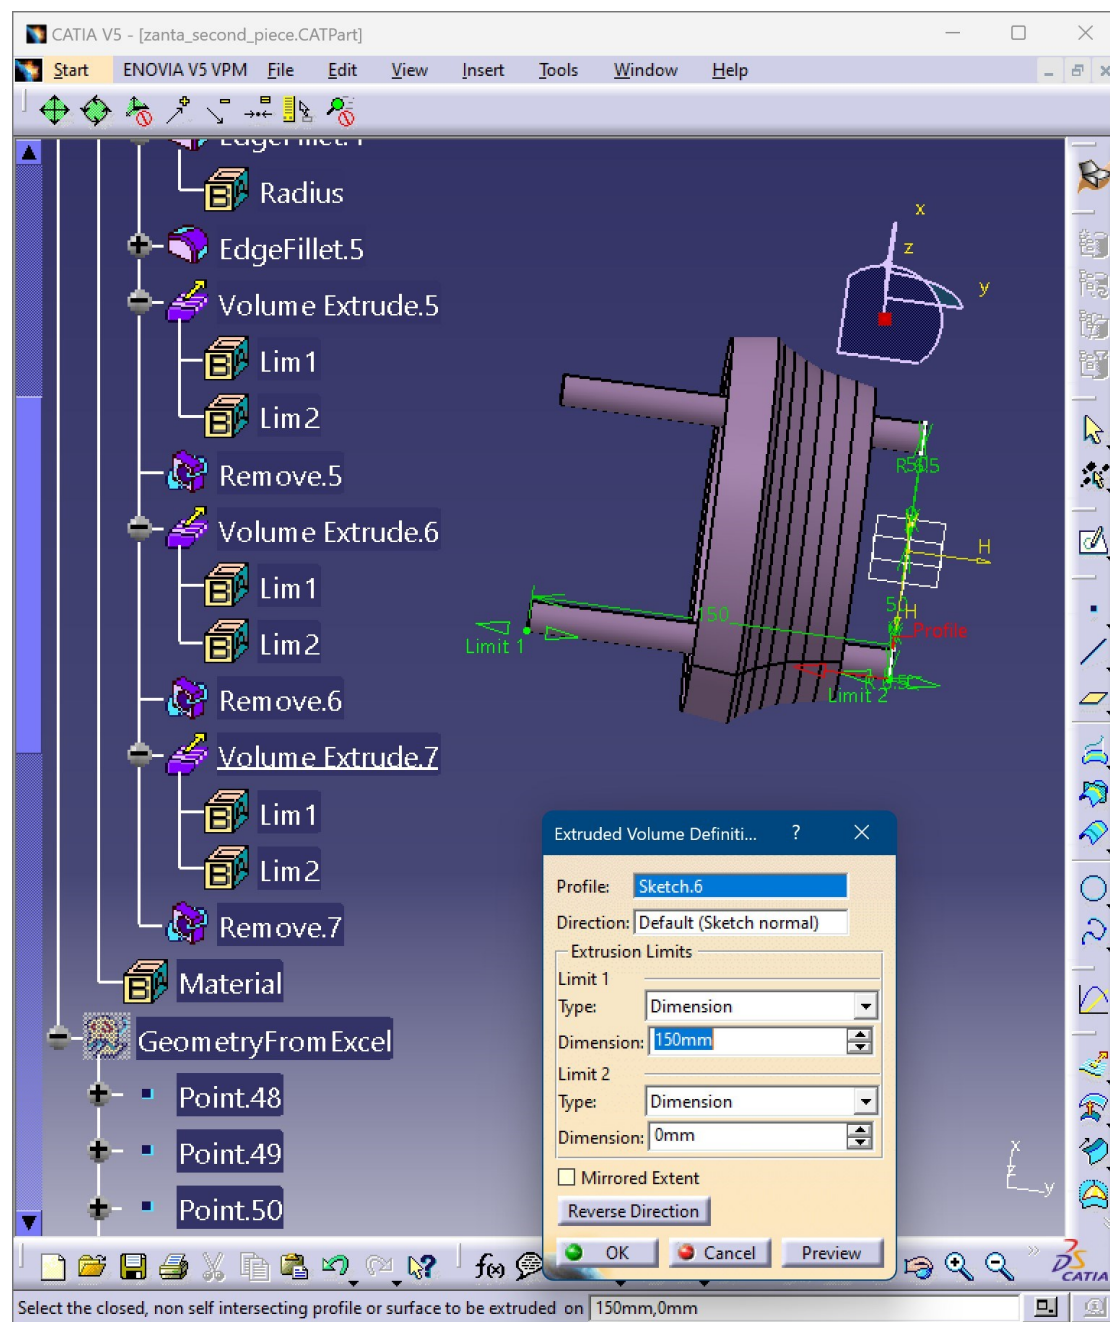 CATIA V5 - [zanta_second_piece.CATPart]
Start ENOVIA V5 VPM File Edit View Insert Tools Window Help
Radius
EdgeFillet.5
Volume Extrude.5
Lim1
Lim2
Remove.5
Volume Extrude.6
Lim1
Lim2
Remove.6
Volume Extrude.7
Lim1
Lim2
Remove.7
Material
GeometryFromExcel
Point.48
Point.49
Point.50
x
z
y
H
50
H
150
Profile
Limit 1
Limit 2
x
z
y
Extruded Volume Definiti... ?
Profile: Sketch.6
Direction: Default (Sketch normal)
Extrusion Limits
Limit 1
Type: Dimension
Dimension: 150mm
Limit 2
Type: Dimension
Dimension: 0mm
Mirrored Extent
Reverse Direction
OK Cancel Preview
f(x)
CATIA
Select the closed, non self intersecting profile or surface to be extruded on 150mm,0mm